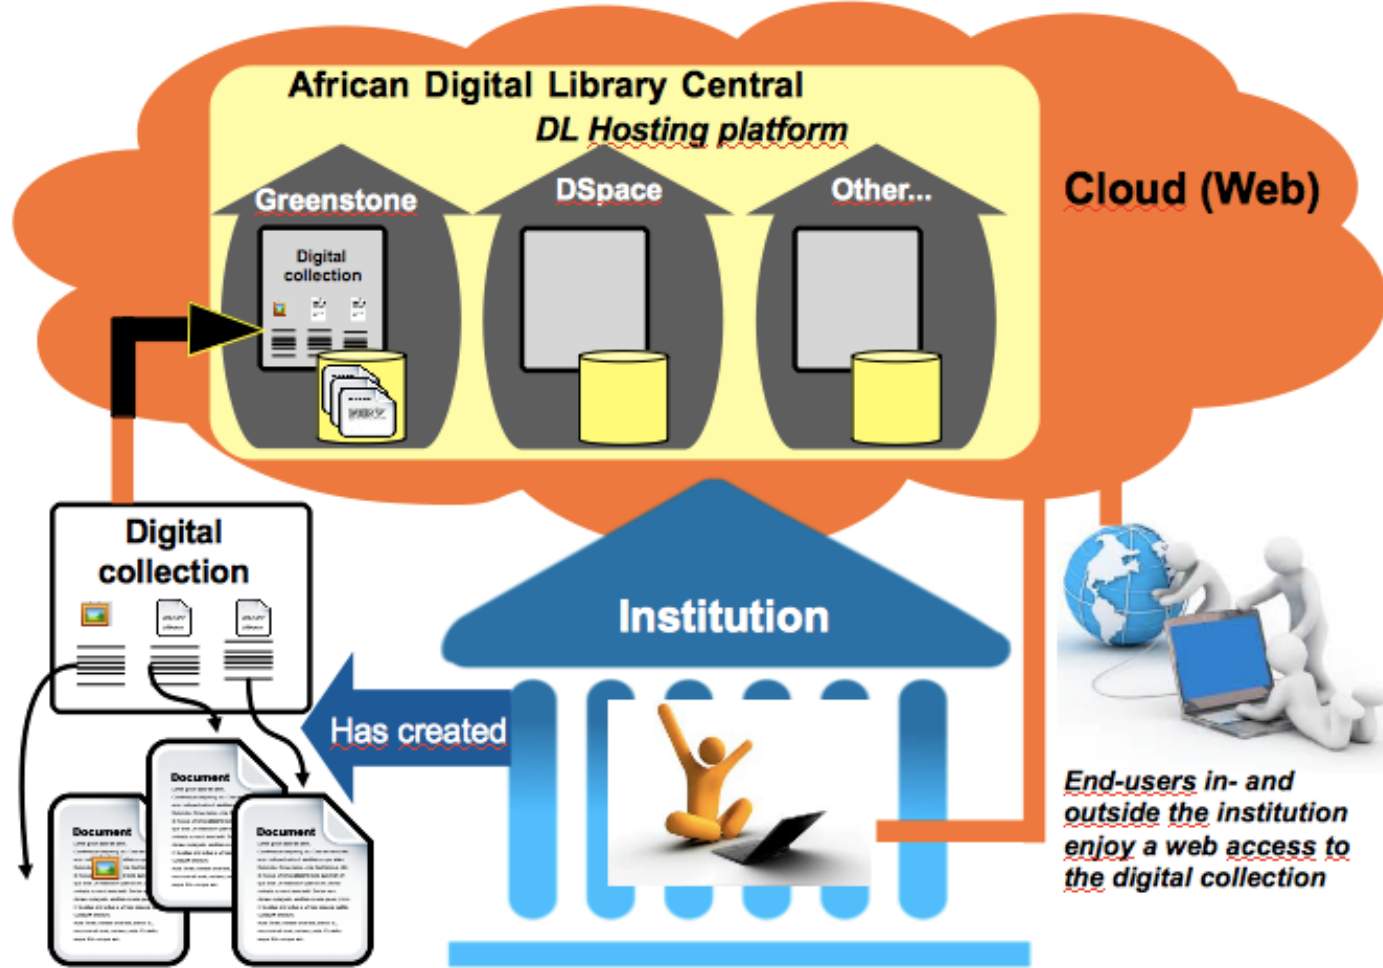 African Digital Library Central
DL Hosting platform
Cloud (Web)
Greenstone
DSpace
Other...
Digital
collection
Digital
collection
Institution
Has created
Document
Document
Document
End-users in- and
outside the institution
enjoy a web access to
the digital collection